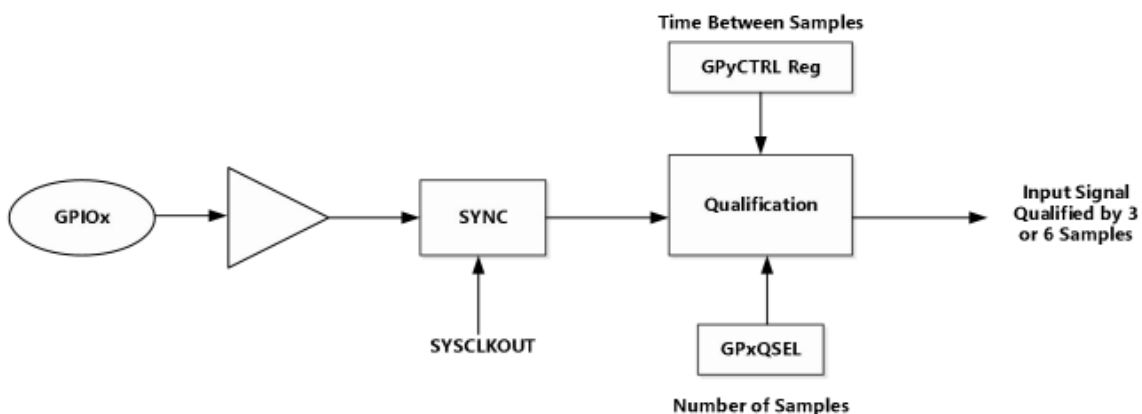 Time Between Samples
GPyCTRL Reg
GPIOx
SYNC
Qualification
Input Signal
Qualified by 3
or 6 Samples
SYSCLKOUT
GPxQSEL
Number of Samples